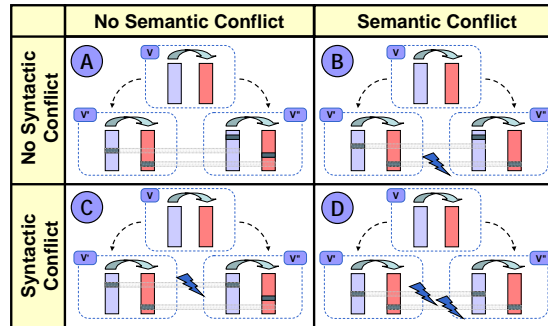 No Semantic Conflict
Semantic Conflict
No Syntactic
Conflict
Syntactic
Conflict
A
V
V'
V"
B
V
V'
V"
C
V
V'
V"
D
V
V'
V"